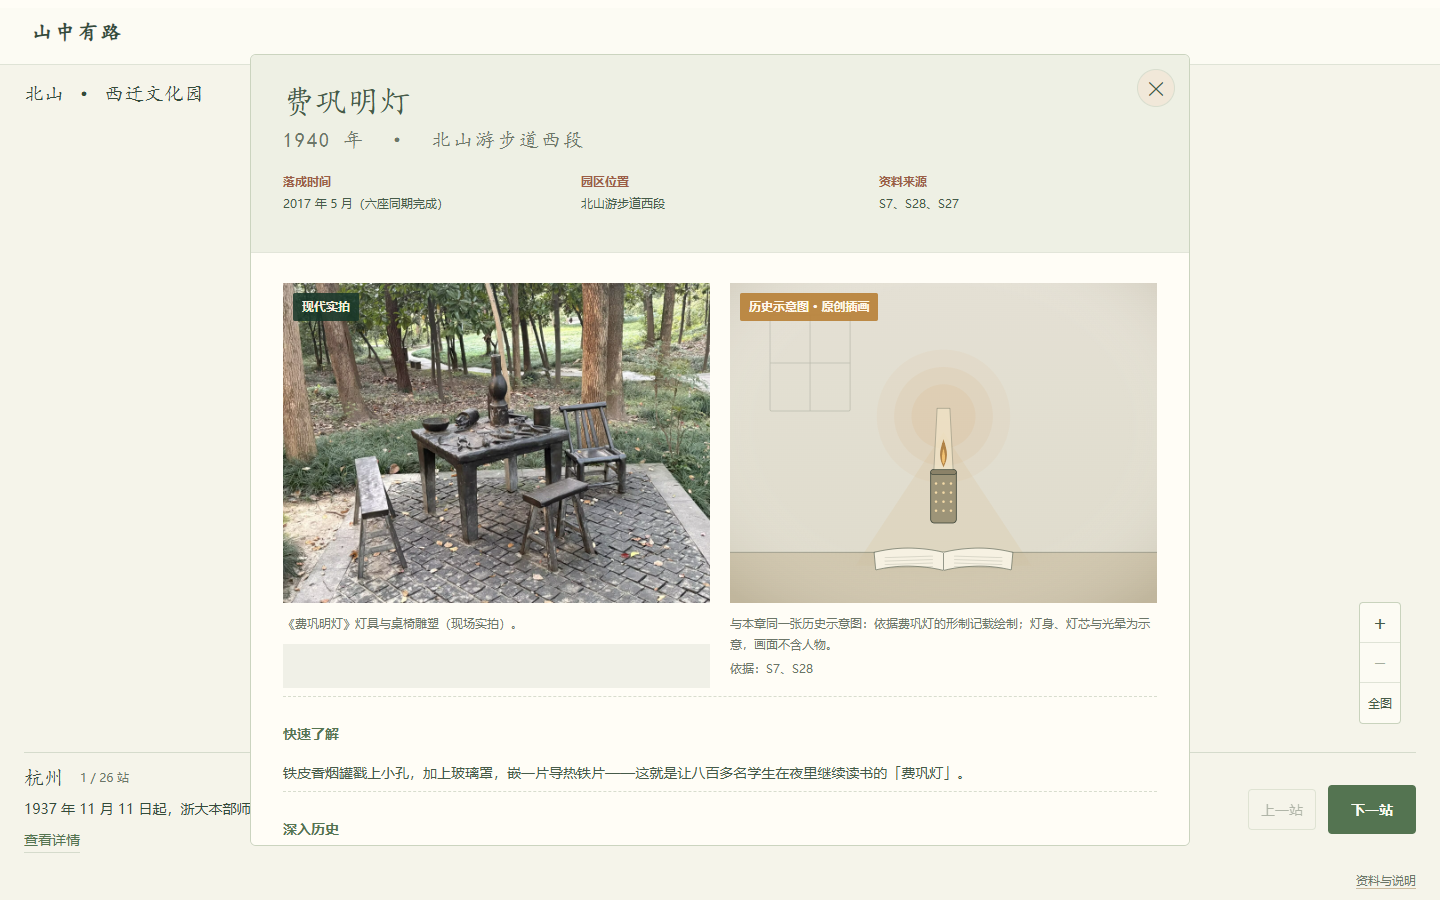 山中有路
北山 • 西迁文化园
费巩明灯
1940 年 • 北山游步道西段
落成时间
2017 年 5 月（六座同期完成）
园区位置
北山游步道西段
资料来源
S7、S28、S27
现代实拍
历史示意图 • 原创插画
《费巩明灯》灯具与桌椅雕塑（现场实拍）。
与本章同一张历史示意图：依据费巩灯的形制记载绘制；灯身、灯芯与光晕为示
意，画面不含人物。
依据：S7、S28
快速了解
铁皮香烟罐戳上小孔，加上玻璃罩，嵌一片导热铁片——这就是让八百多名学生在夜里继续读书的「费巩灯」。
深入历史
+
−
全图
杭州 1 / 26 站
1937 年 11 月 11 日起，浙大本部师
查看详情
上一站
下一站
资料与说明